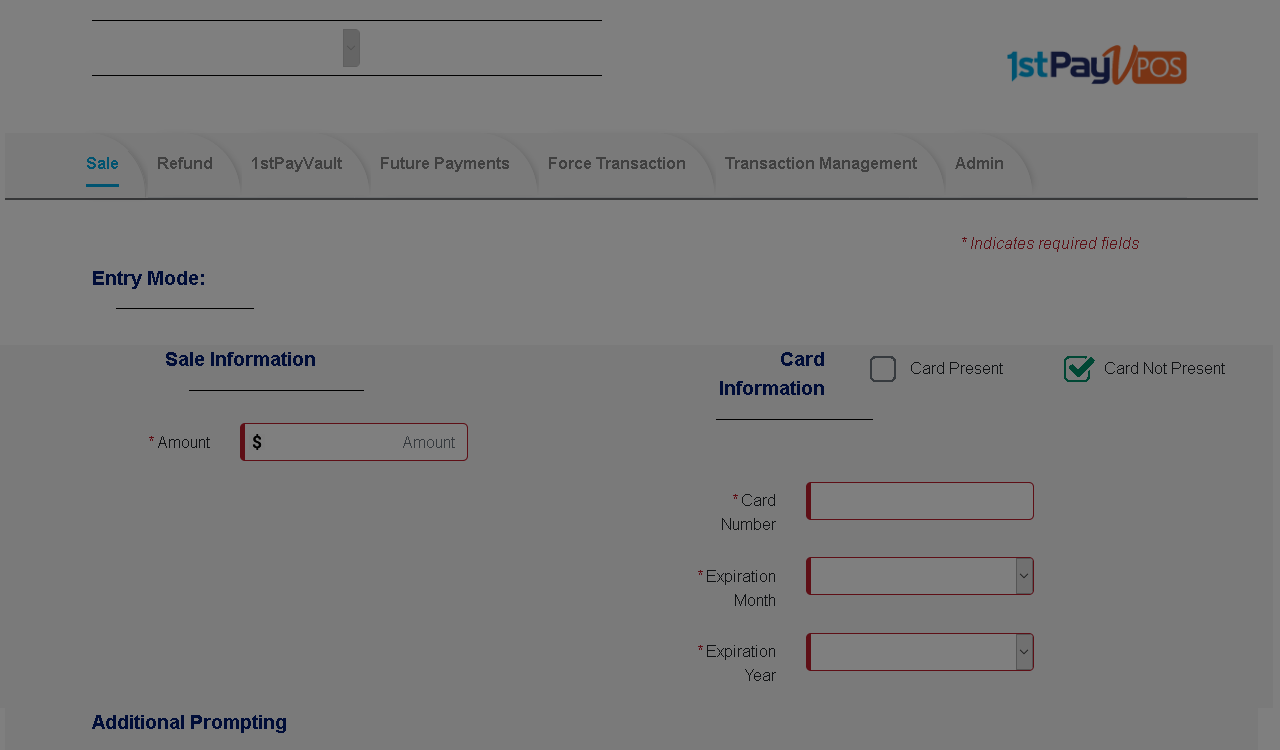 1stPayVPOS
Sale Refund 1stPayVault Future Payments Force Transaction Transaction Management Admin
* Indicates required fields
Entry Mode:
Sale Information
Card Information
Card Present
Card Not Present
* Amount
$ Amount
* Card
Number
* Expiration
Month
* Expiration
Year
Additional Prompting